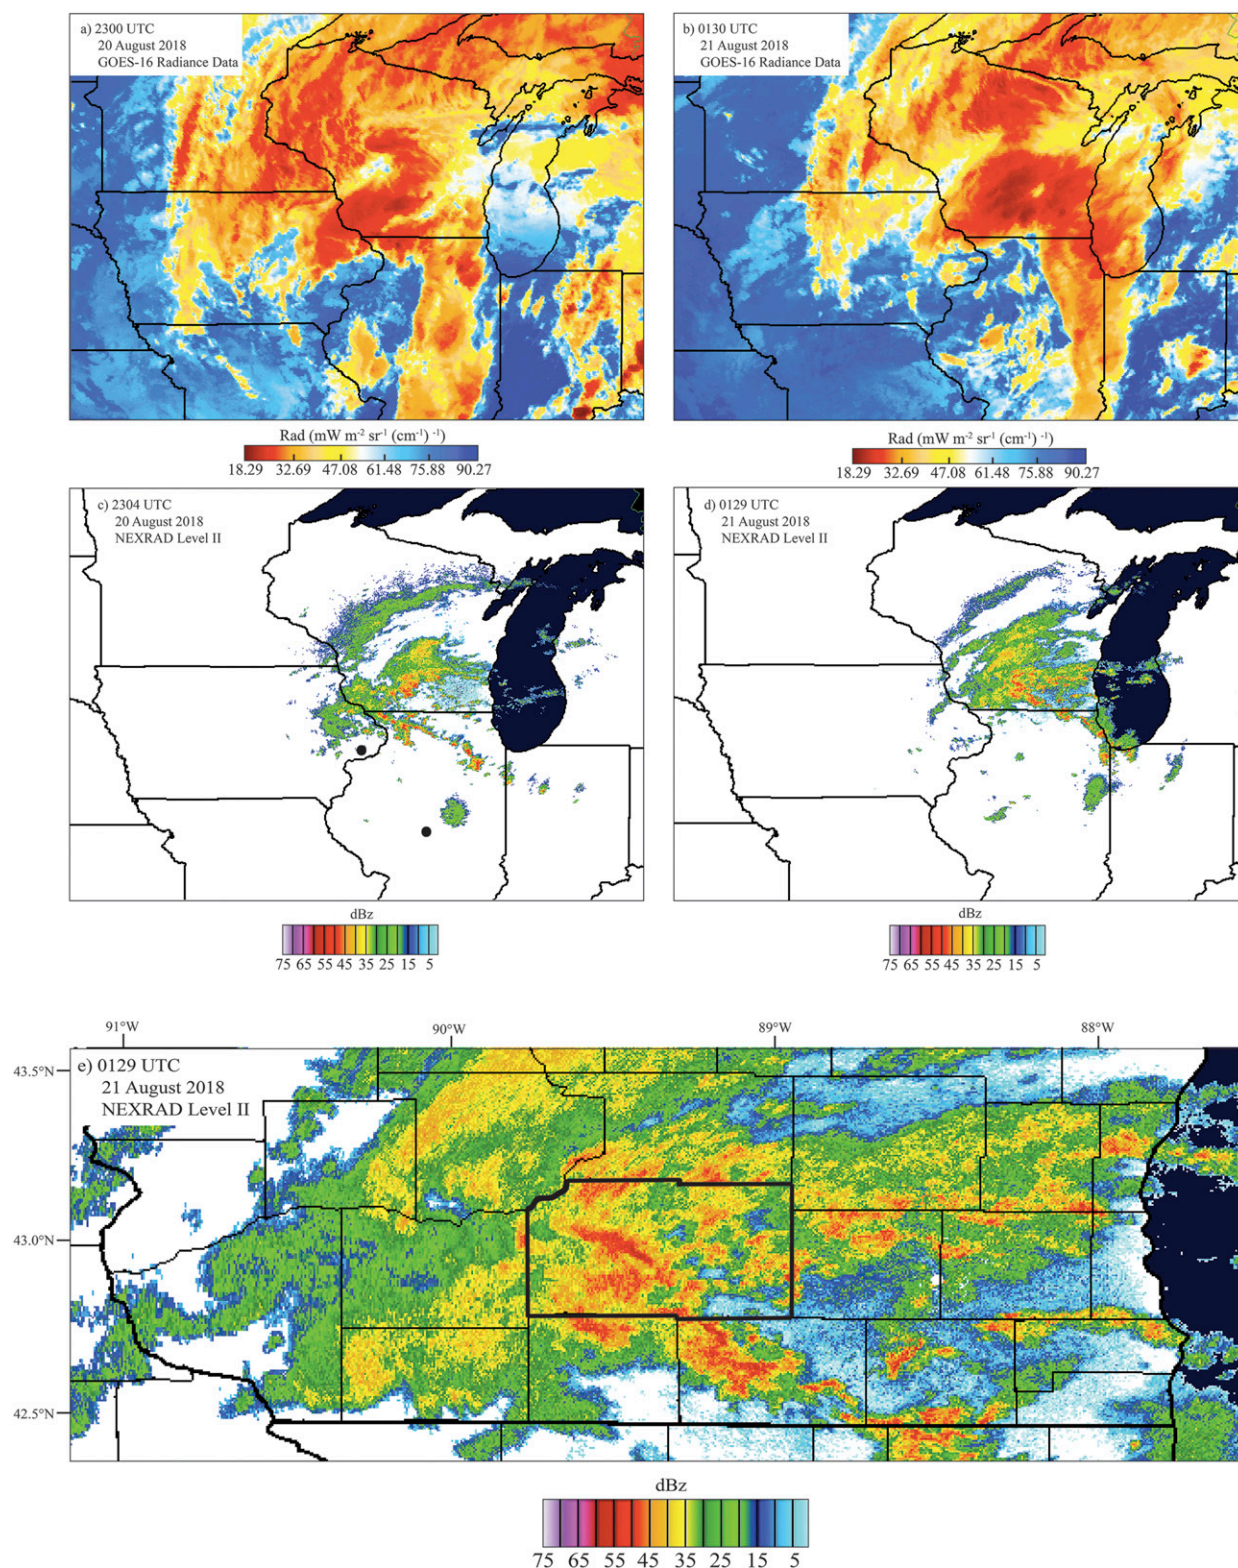 a) 2300 UTC
20 August 2018
GOES-16 Radiance Data
b) 0130 UTC
21 August 2018
GOES-16 Radiance Data
Rad (mW m⁻² sr⁻¹ (cm⁻¹) ⁻¹)
18.29 32.69 47.08 61.48 75.88 90.27
Rad (mW m⁻² sr⁻¹ (cm⁻¹) ⁻¹)
18.29 32.69 47.08 61.48 75.88 90.27
c) 2304 UTC
20 August 2018
NEXRAD Level II
d) 0129 UTC
21 August 2018
NEXRAD Level II
dBz
75 65 55 45 35 25 15 5
dBz
75 65 55 45 35 25 15 5
91°W 90°W 89°W 88°W
e) 0129 UTC
21 August 2018
NEXRAD Level II
43.5°N
43.0°N
42.5°N
dBz
75 65 55 45 35 25 15 5